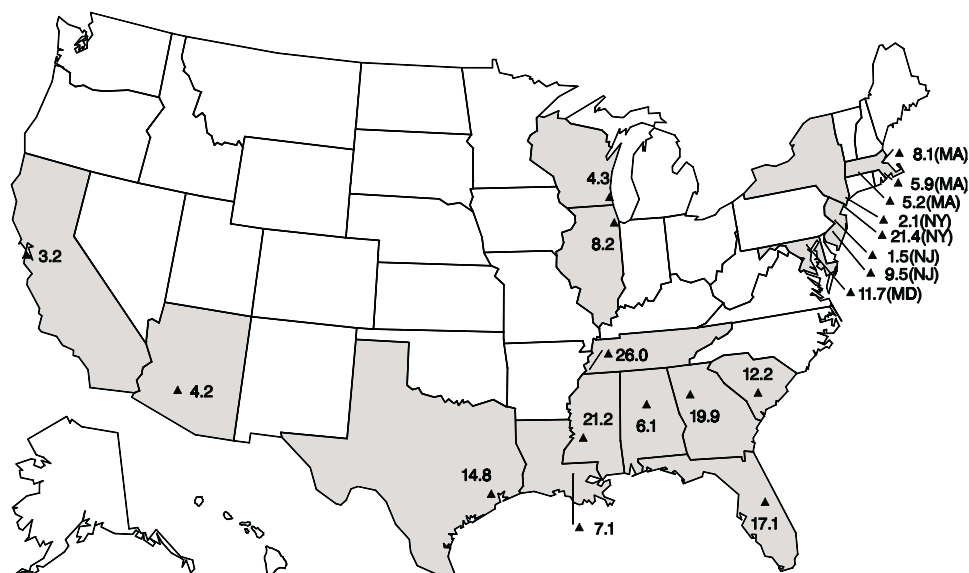 8.1(MA)
4.3
5.9(MA)
5.2(MA)
2.1(NY)
21.4(NY)
8.2
3.2
1.5(NJ)
9.5(NJ)
11.7(MD)
26.0
12.2
4.2
21.2
6.1
19.9
14.8
17.1
7.1